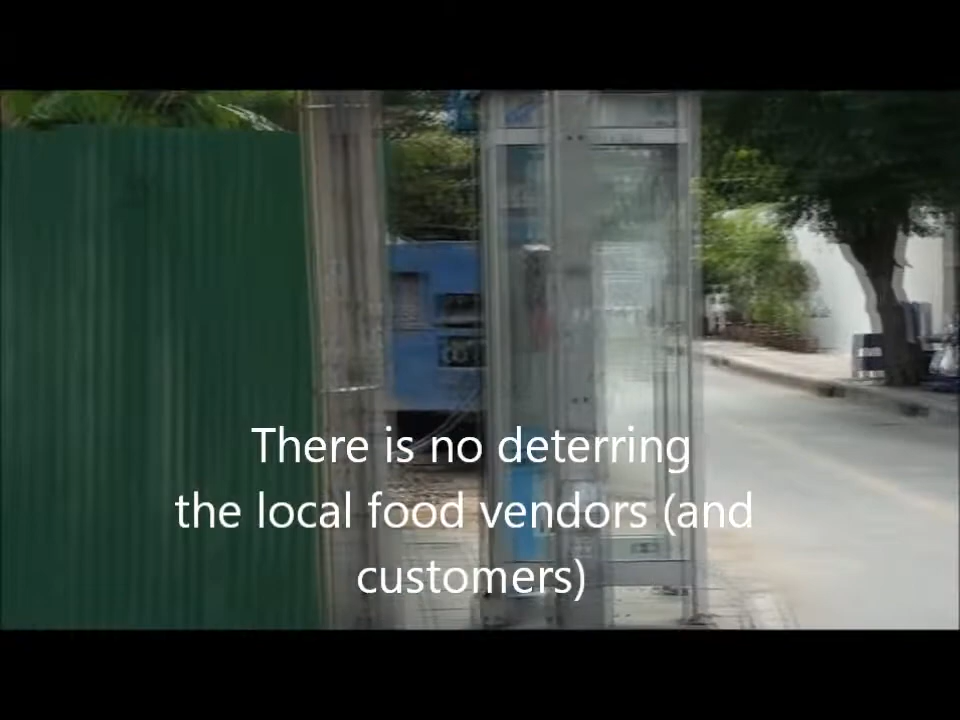 There is no deterring
the local food vendors (and
customers)